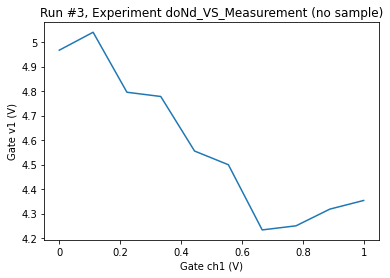 Run #3, Experiment doNd_VS_Measurement (no sample)
5
4.9
4.8
4.7
4.6
4.5
4.4
4.3
4.2
Gate v1 (V)
0 0.2 0.4 0.6 0.8 1
Gate ch1 (V)